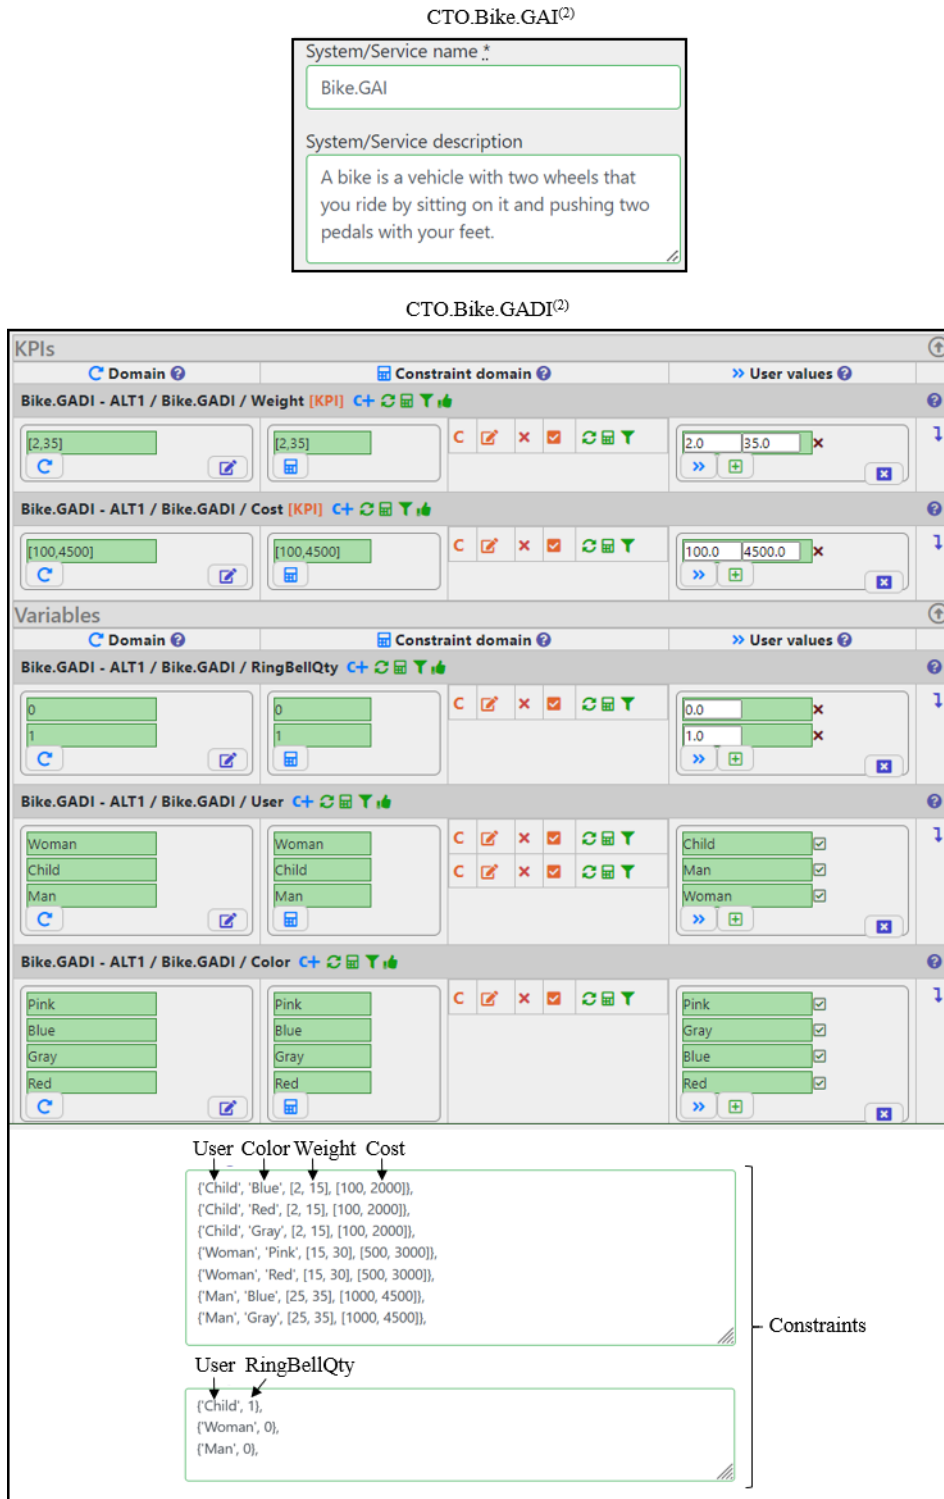 CTO.Bike.GAI(2)
System/Service name *
Bike.GAI
System/Service description
A bike is a vehicle with two wheels that
you ride by sitting on it and pushing two
pedals with your feet.
CTO.Bike.GADI(2)
KPIs
Domain Constraint domain User values
Bike.GADI - ALT1 / Bike.GADI / Weight [KPI] C+
[2,35] [2,35] C 2.0 35.0
Bike.GADI - ALT1 / Bike.GADI / Cost [KPI] C+
[100,4500] [100,4500] C 100.0 4500.0
Variables
Domain Constraint domain User values
Bike.GADI - ALT1 / Bike.GADI / RingBellQty C+
0 0 C 0.0
1 1 1.0
Bike.GADI - ALT1 / Bike.GADI / User C+
Woman Woman C Child
Child Child C Man
Man Man Woman
Bike.GADI - ALT1 / Bike.GADI / Color C+
Pink Pink C Pink
Blue Blue Gray
Gray Gray Blue
Red Red Red
User Color Weight Cost
{'Child', 'Blue', [2, 15], [100, 2000]},
{'Child', 'Red', [2, 15], [100, 2000]},
{'Child', 'Gray', [2, 15], [100, 2000]},
{'Woman', 'Pink', [15, 30], [500, 3000]},
{'Woman', 'Red', [15, 30], [500, 3000]},
{'Man', 'Blue', [25, 35], [1000, 4500]},
{'Man', 'Gray', [25, 35], [1000, 4500]},
Constraints
User RingBellQty
{'Child', 1},
{'Woman', 0},
{'Man', 0},